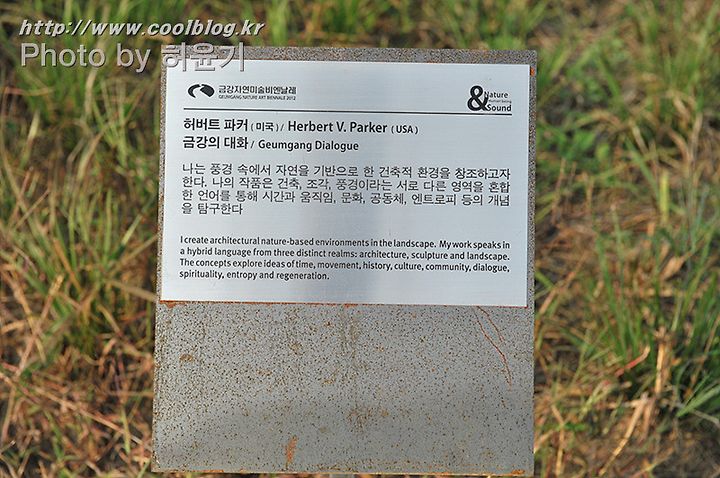 http://www.coolblog.kr
Photo by 허윤기
금강자연미술비엔날레
GEUMGANG NATURE ART BIENNALE 2012
&Nature
Human being
Sound
허버트 파커 ( 미국 ) / Herbert V. Parker ( USA )
금강의 대화 / Geumgang Dialogue
나는 풍경 속에서 자연을 기반으로 한 건축적 환경을 창조하고자
한다. 나의 작품은 건축, 조각, 풍경이라는 서로 다른 영역을 혼합
한 언어를 통해 시간과 움직임, 문화, 공동체, 엔트로피 등의 개념
을 탐구한다
I create architectural nature-based environments in the landscape. My work speaks in
a hybrid language from three distinct realms: architecture, sculpture and landscape.
The concepts explore ideas of time, movement, history, culture, community, dialogue,
spirituality, entropy and regeneration.